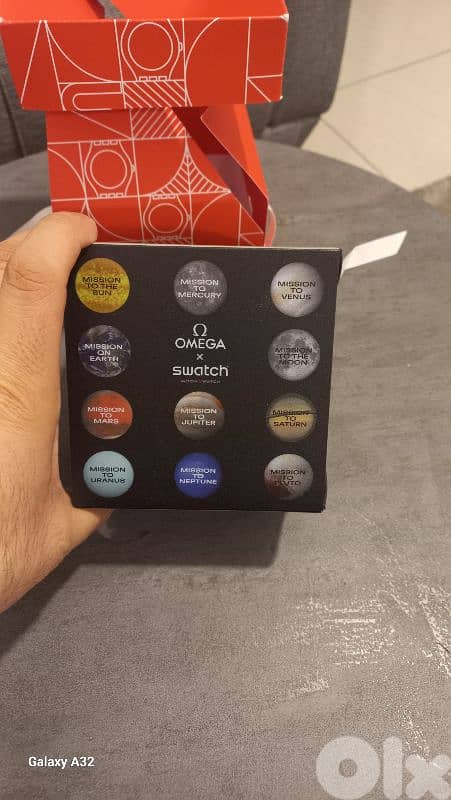 MISSION
TO THE
SUN
MISSION
TO
MERCURY
MISSION
TO
VENUS
MISSION
ON
EARTH
Ω
OMEGA
×
swatch
MISSION
TO THE
MOON
MISSION
TO
MARS
MISSION
TO
JUPITER
MISSION
TO
SATURN
MISSION
TO
URANUS
MISSION
TO
NEPTUNE
MISSION
TO
PLUTO
Galaxy A32
Olx